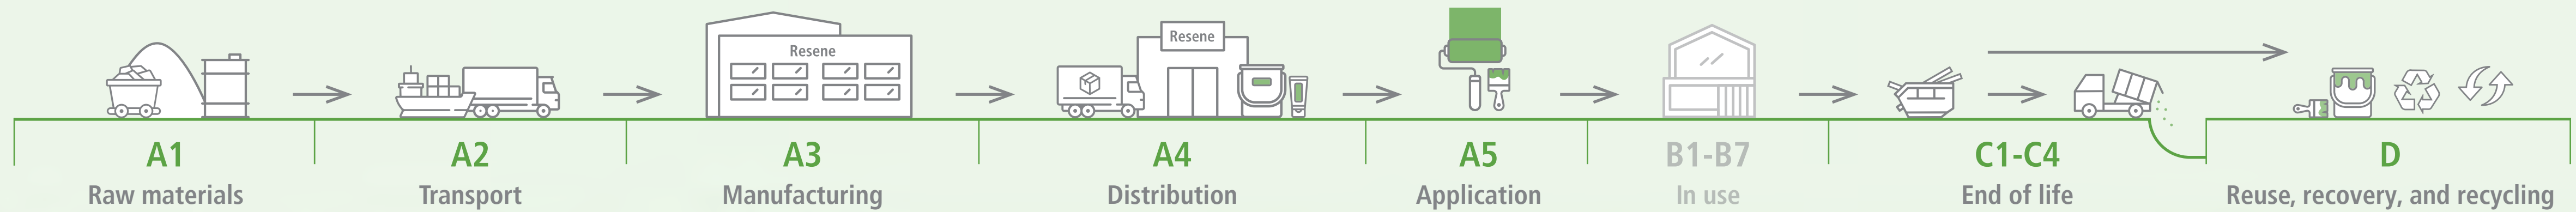 Resene
Resene
A1
Raw materials
A2
Transport
A3
Manufacturing
A4
Distribution
A5
Application
B1-B7
In use
C1-C4
End of life
D
Reuse, recovery, and recycling